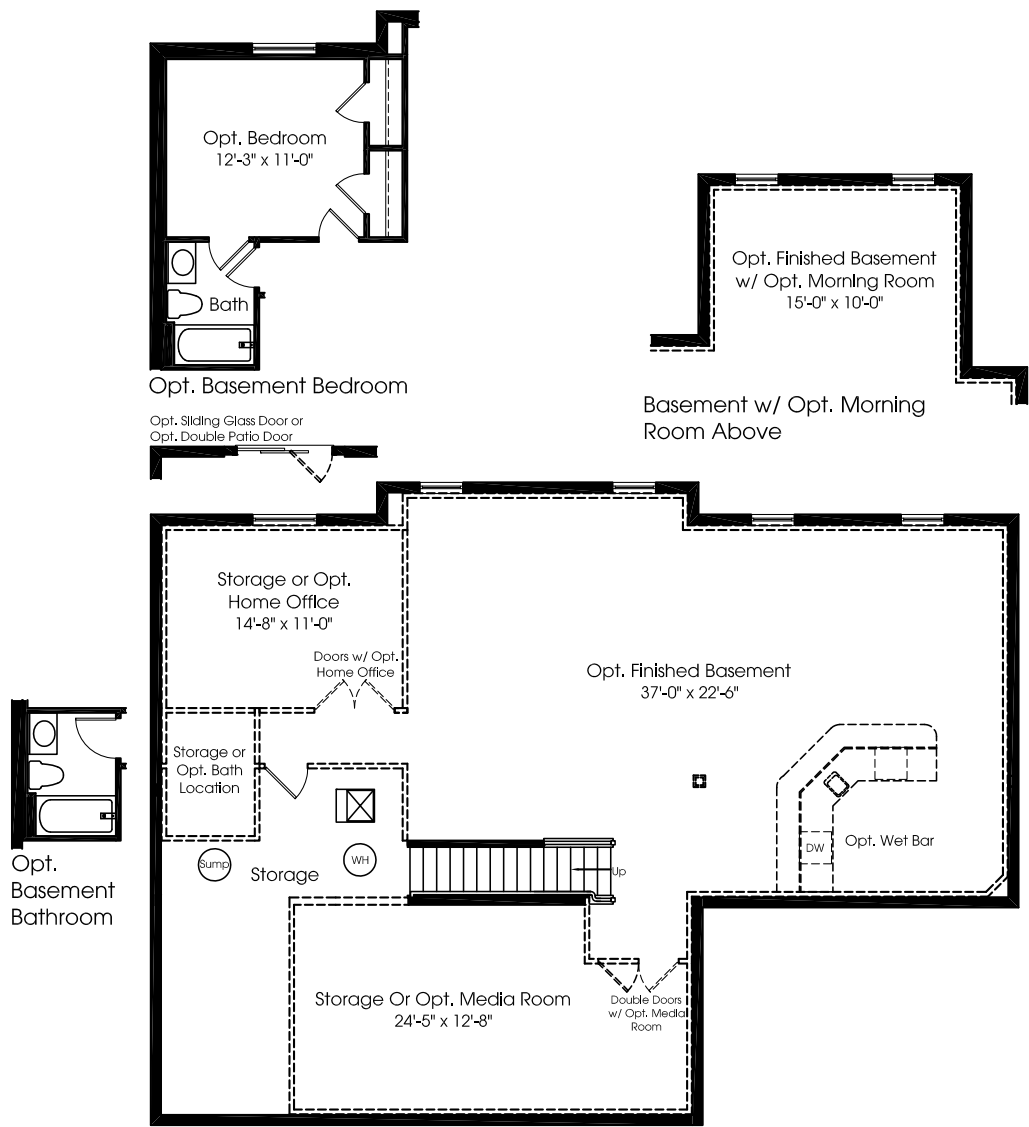 Opt. Bedroom
12'-3" x 11'-0"
Bath
Opt. Basement Bedroom
Opt. Finished Basement
w/ Opt. Morning Room
15'-0" x 10'-0"
Basement w/ Opt. Morning
Room Above
Opt. Sliding Glass Door or
Opt. Double Patio Door
Storage or Opt.
Home Office
14'-8" x 11'-0"
Doors w/ Opt.
Home Office
Opt. Finished Basement
37'-0" x 22'-6"
Storage or
Opt. Bath
Location
Opt.
Basement
Bathroom
Sump
Storage
WH
Up
DW
Opt. Wet Bar
Storage Or Opt. Media Room
24'-5" x 12'-8"
Double Doors
w/ Opt. Media
Room